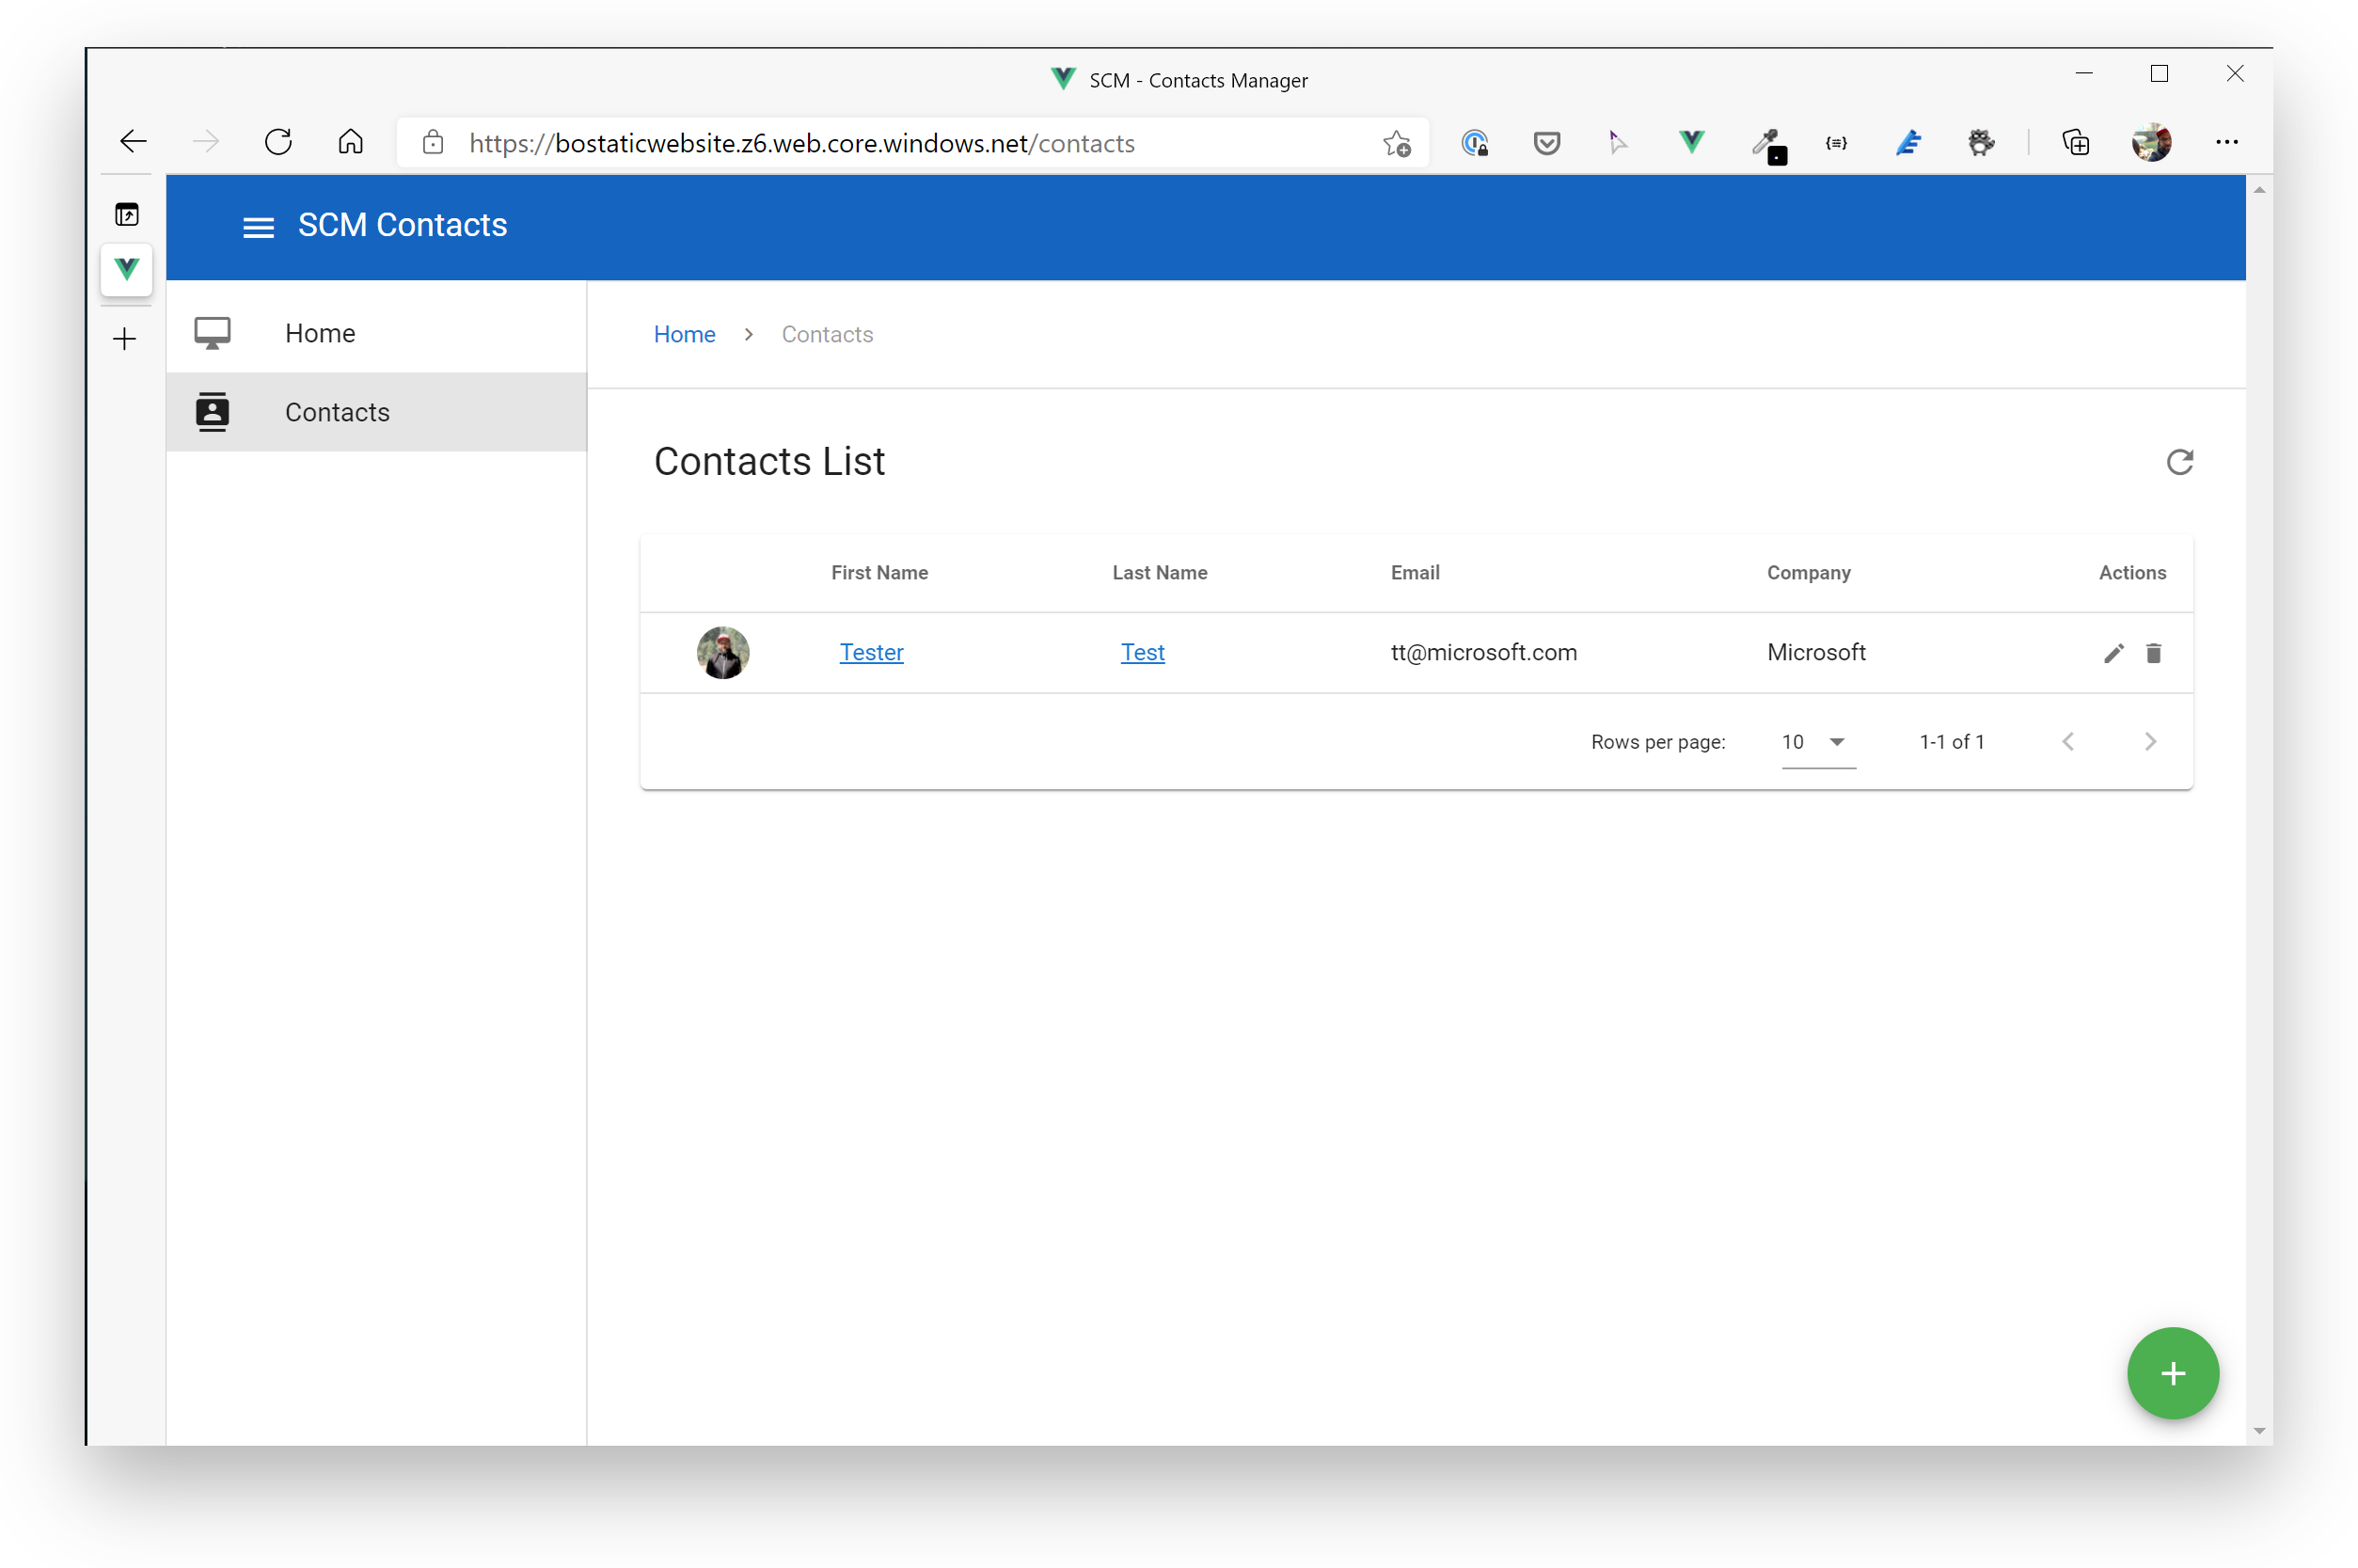 SCM - Contacts Manager
https://bostaticwebsite.z6.web.core.windows.net/contacts
SCM Contacts
Home
Contacts
Home > Contacts
Contacts List
First Name Last Name Email Company Actions
Tester Test tt@microsoft.com Microsoft
Rows per page: 10 1-1 of 1